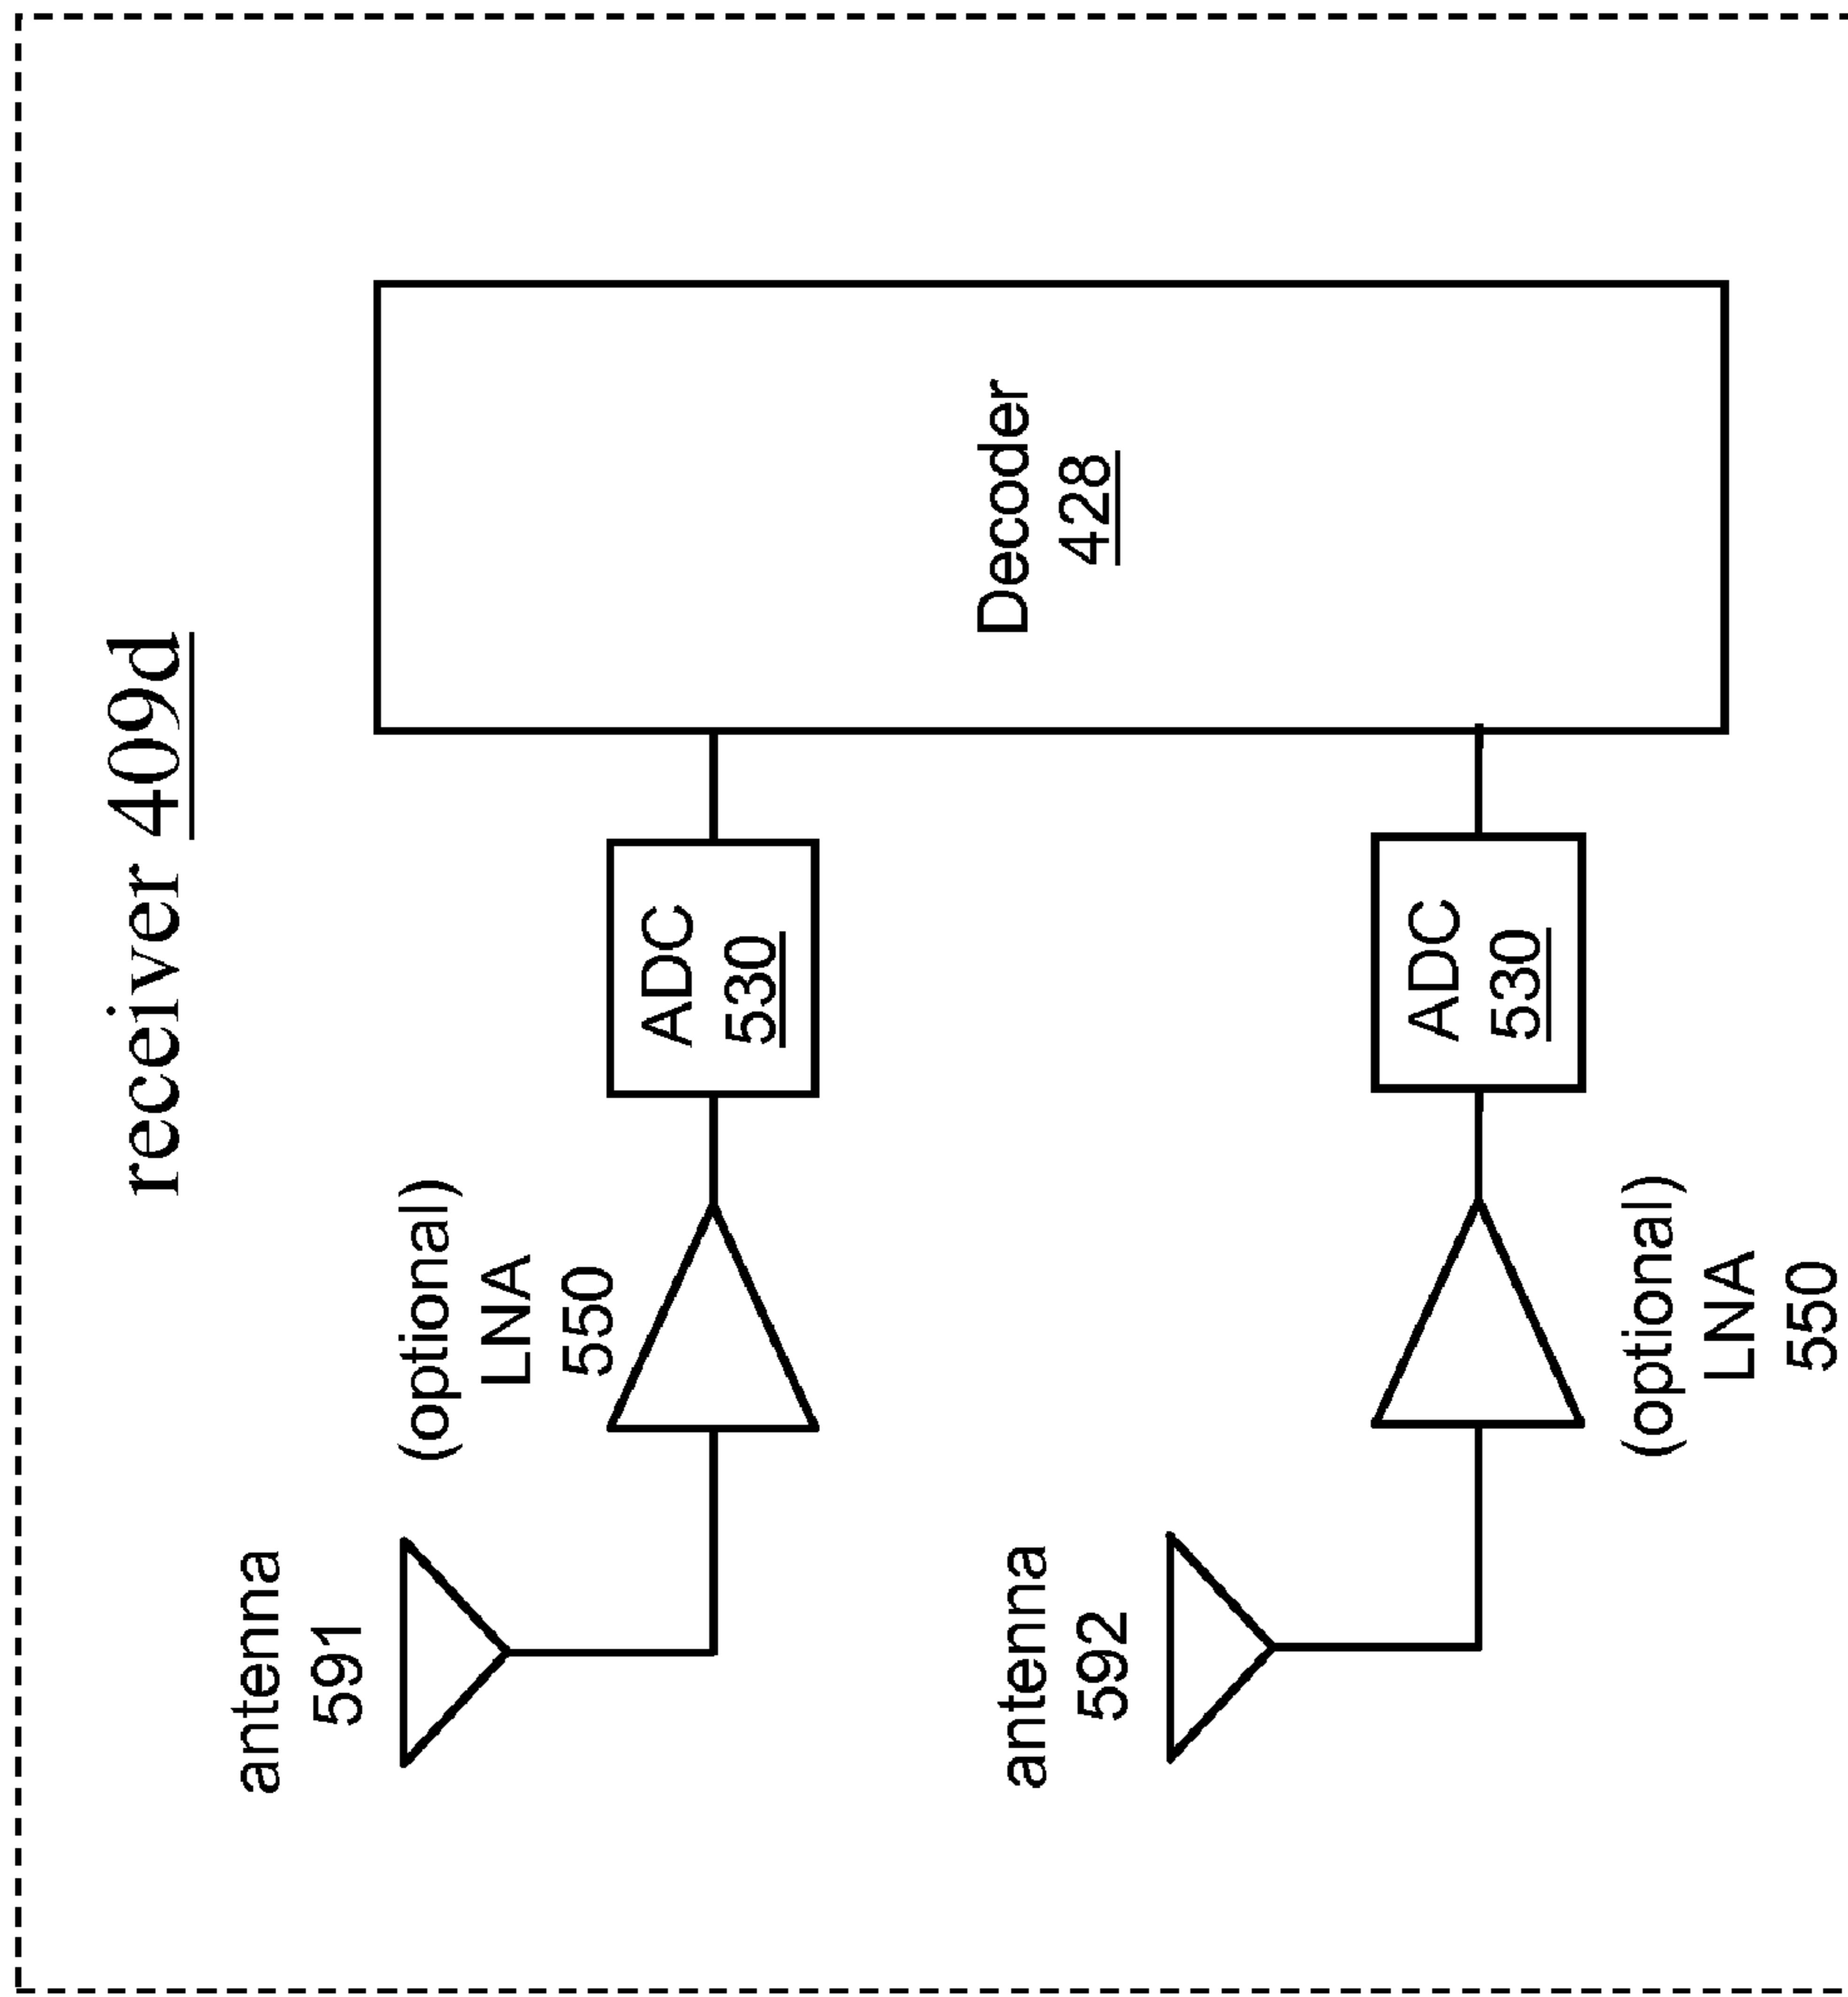 receiver 409d
antenna
591
(optional)
LNA
550
ADC
530
Decoder
428
antenna
592
ADC
530
(optional)
LNA
550